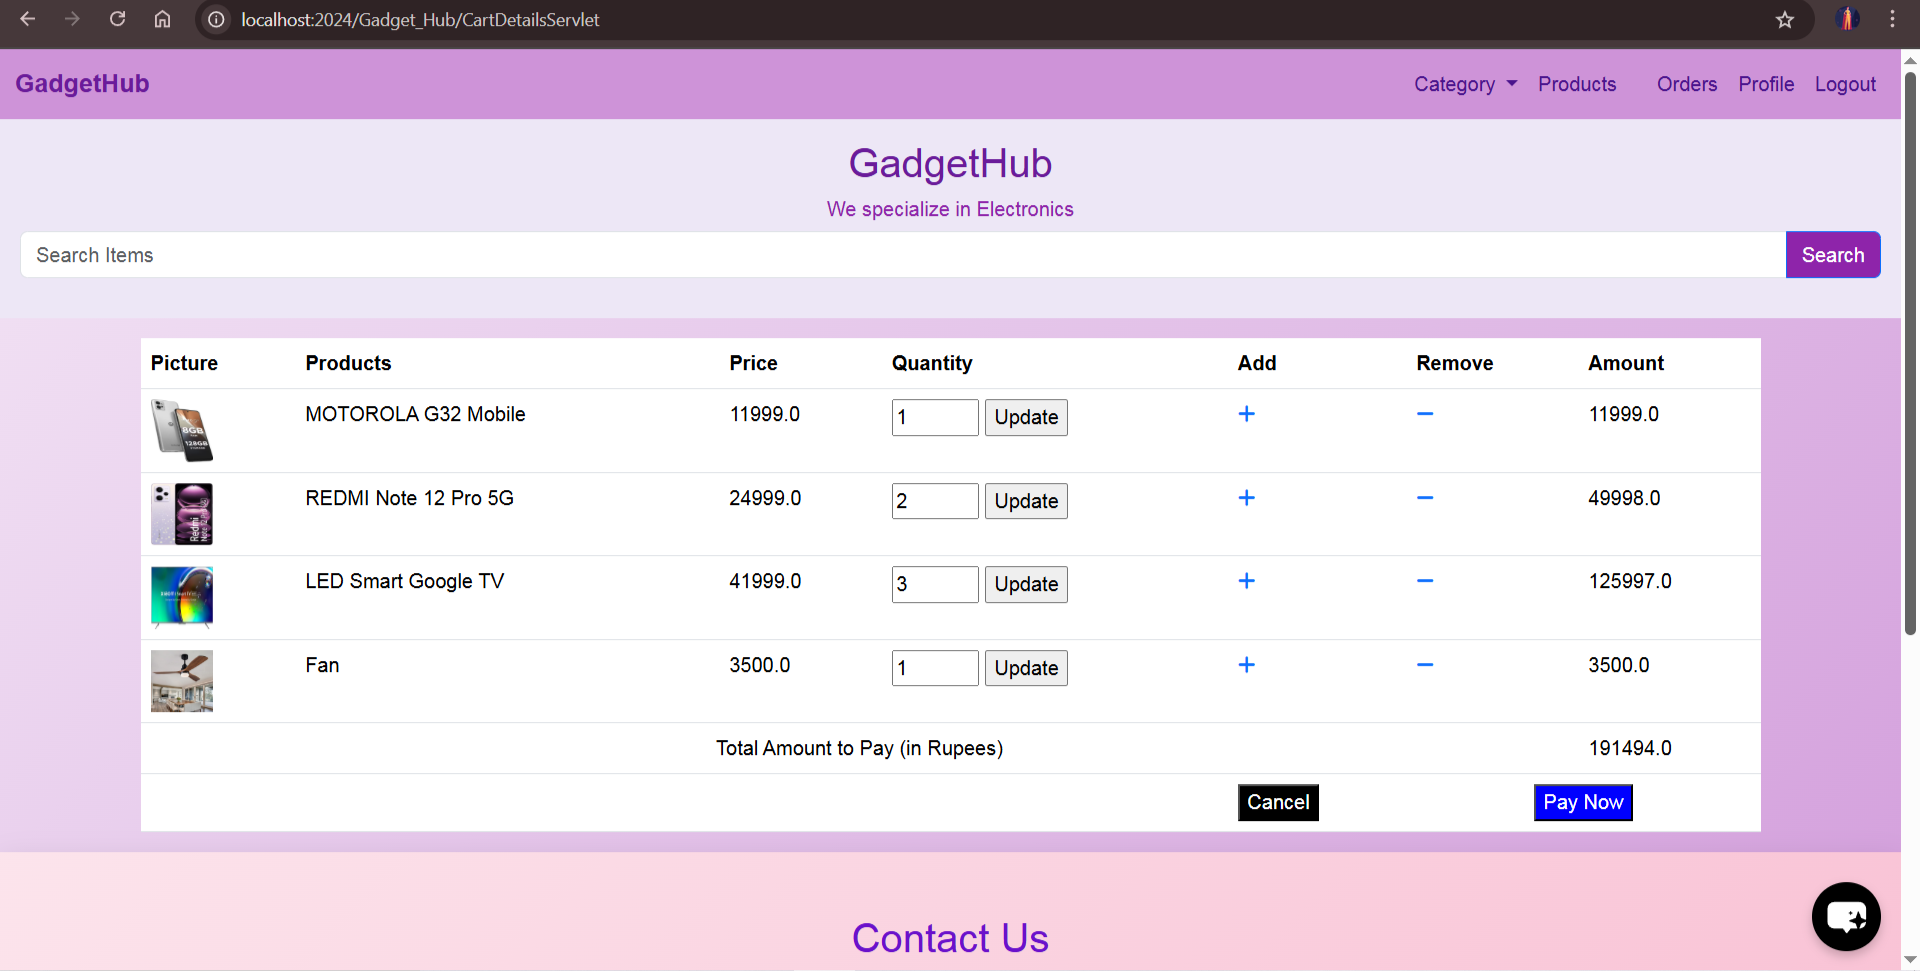 localhost:2024/Gadget_Hub/CartDetailsServlet
GadgetHub
Category Products Orders Profile Logout
GadgetHub
We specialize in Electronics
Search Items Search
Picture Products Price Quantity Add Remove Amount
8GB
128GB
MOTOROLA G32 Mobile 11999.0 1 Update + − 11999.0
Redmi
REDMI Note 12 Pro 5G 24999.0 2 Update + − 49998.0
LED Smart Google TV 41999.0 3 Update + − 125997.0
Fan 3500.0 1 Update + − 3500.0
Total Amount to Pay (in Rupees) 191494.0
Cancel Pay Now
Contact Us